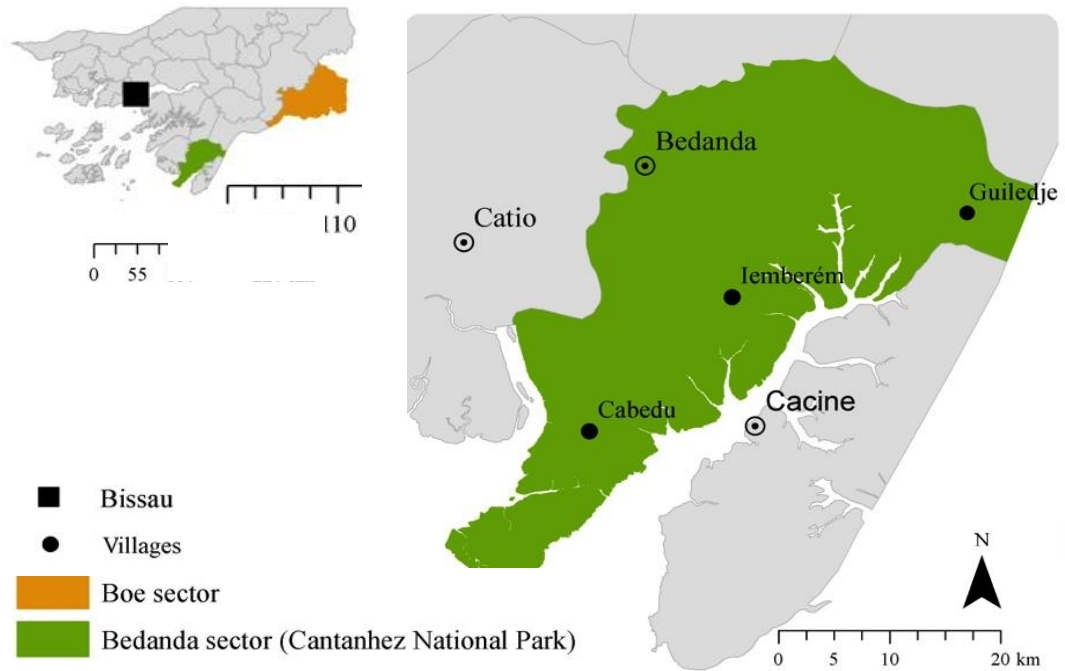 110
0 55
Bissau
Villages
Boe sector
Bedanda sector (Cantanhez National Park)
Bedanda
Guiledje
Catio
Iemberém
Cabedu
Cacine
N
0 5 10 20 km